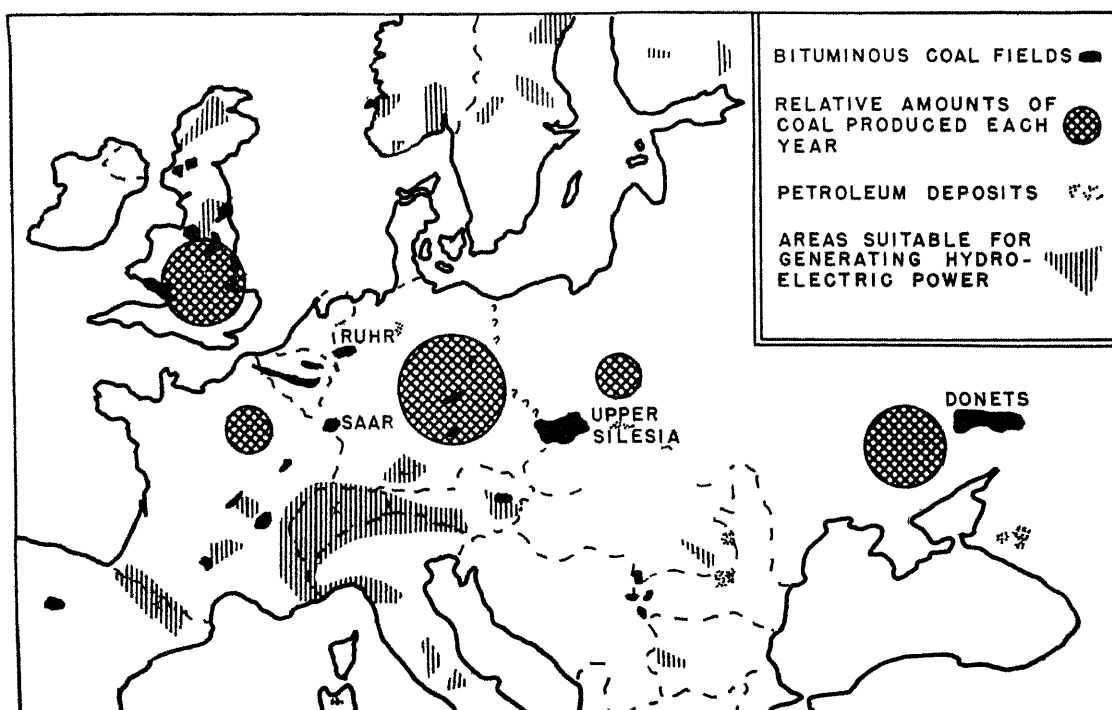 BITUMINOUS COAL FIELDS
RELATIVE AMOUNTS OF
COAL PRODUCED EACH
YEAR
PETROLEUM DEPOSITS
AREAS SUITABLE FOR
GENERATING HYDRO-
ELECTRIC POWER
RUHR
SAAR
UPPER
SILESIA
DONETS